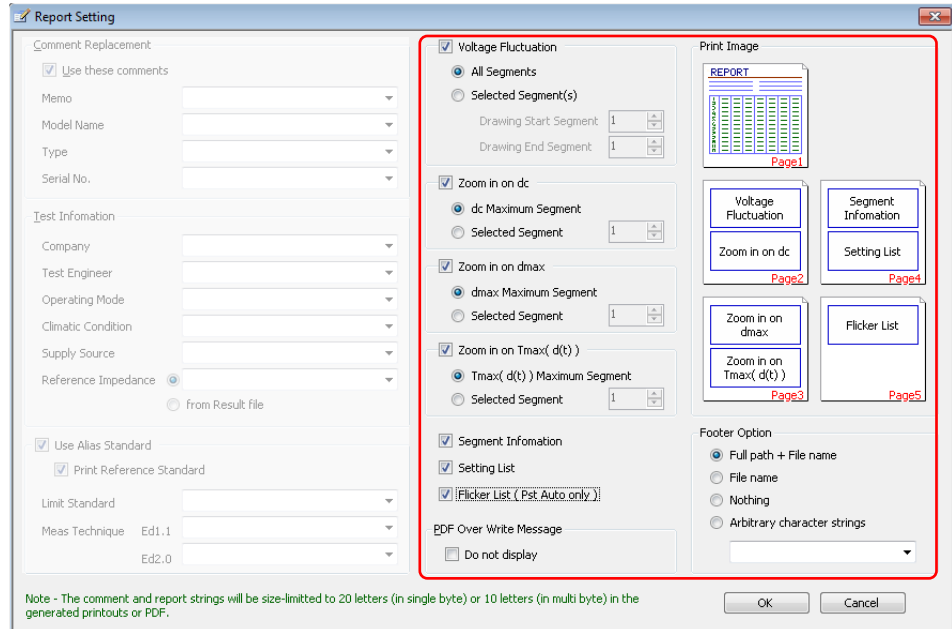 Report Setting
Comment Replacement
Use these comments
Memo
Model Name
Type
Serial No.
Test Infomation
Company
Test Engineer
Operating Mode
Climatic Condition
Supply Source
Reference Impedance
from Result file
Use Alias Standard
Print Reference Standard
Limit Standard
Meas Technique Ed1.1
Ed2.0
Voltage Fluctuation
All Segments
Selected Segment(s)
Drawing Start Segment 1
Drawing End Segment 1
Zoom in on dc
dc Maximum Segment
Selected Segment 1
Zoom in on dmax
dmax Maximum Segment
Selected Segment 1
Zoom in on Tmax( d(t) )
Tmax( d(t) ) Maximum Segment
Selected Segment 1
Segment Infomation
Setting List
Flicker List ( Pst Auto only )
PDF Over Write Message
Do not display
Print Image
REPORT
Page1
Voltage
Fluctuation
Zoom in on dc
Page2
Segment
Infomation
Setting List
Page4
Zoom in on
dmax
Zoom in on
Tmax( d(t) )
Page3
Flicker List
Page5
Footer Option
Full path + File name
File name
Nothing
Arbitrary character strings
Note - The comment and report strings will be size-limitted to 20 letters (in single byte) or 10 letters (in multi byte) in the
generated printouts or PDF.
OK
Cancel